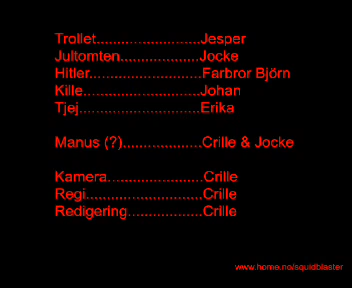 Trollet.........................Jesper
Jultomten...................Jocke
Hitler...........................Farbror Björn
Kille............................Johan
Tjej.............................Erika
Manus (?)...................Crille & Jocke
Kamera.......................Crille
Regi............................Crille
Redigering..................Crille
www.home.no/squidblaster